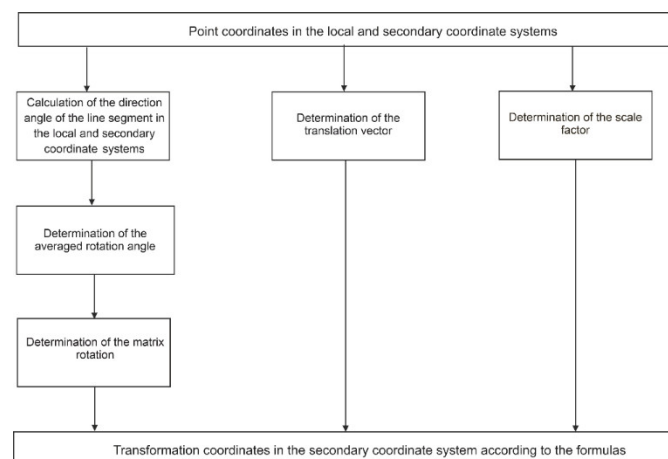 Point coordinates in the local and secondary coordinate systems
Calculation of the direction
angle of the line segment in
the local and secondary
coordinate systems
Determination of the
translation vector
Determination of the scale
factor
Determination of the
averaged rotation angle
Determination of the matrix
rotation
Transformation coordinates in the secondary coordinate system according to the formulas